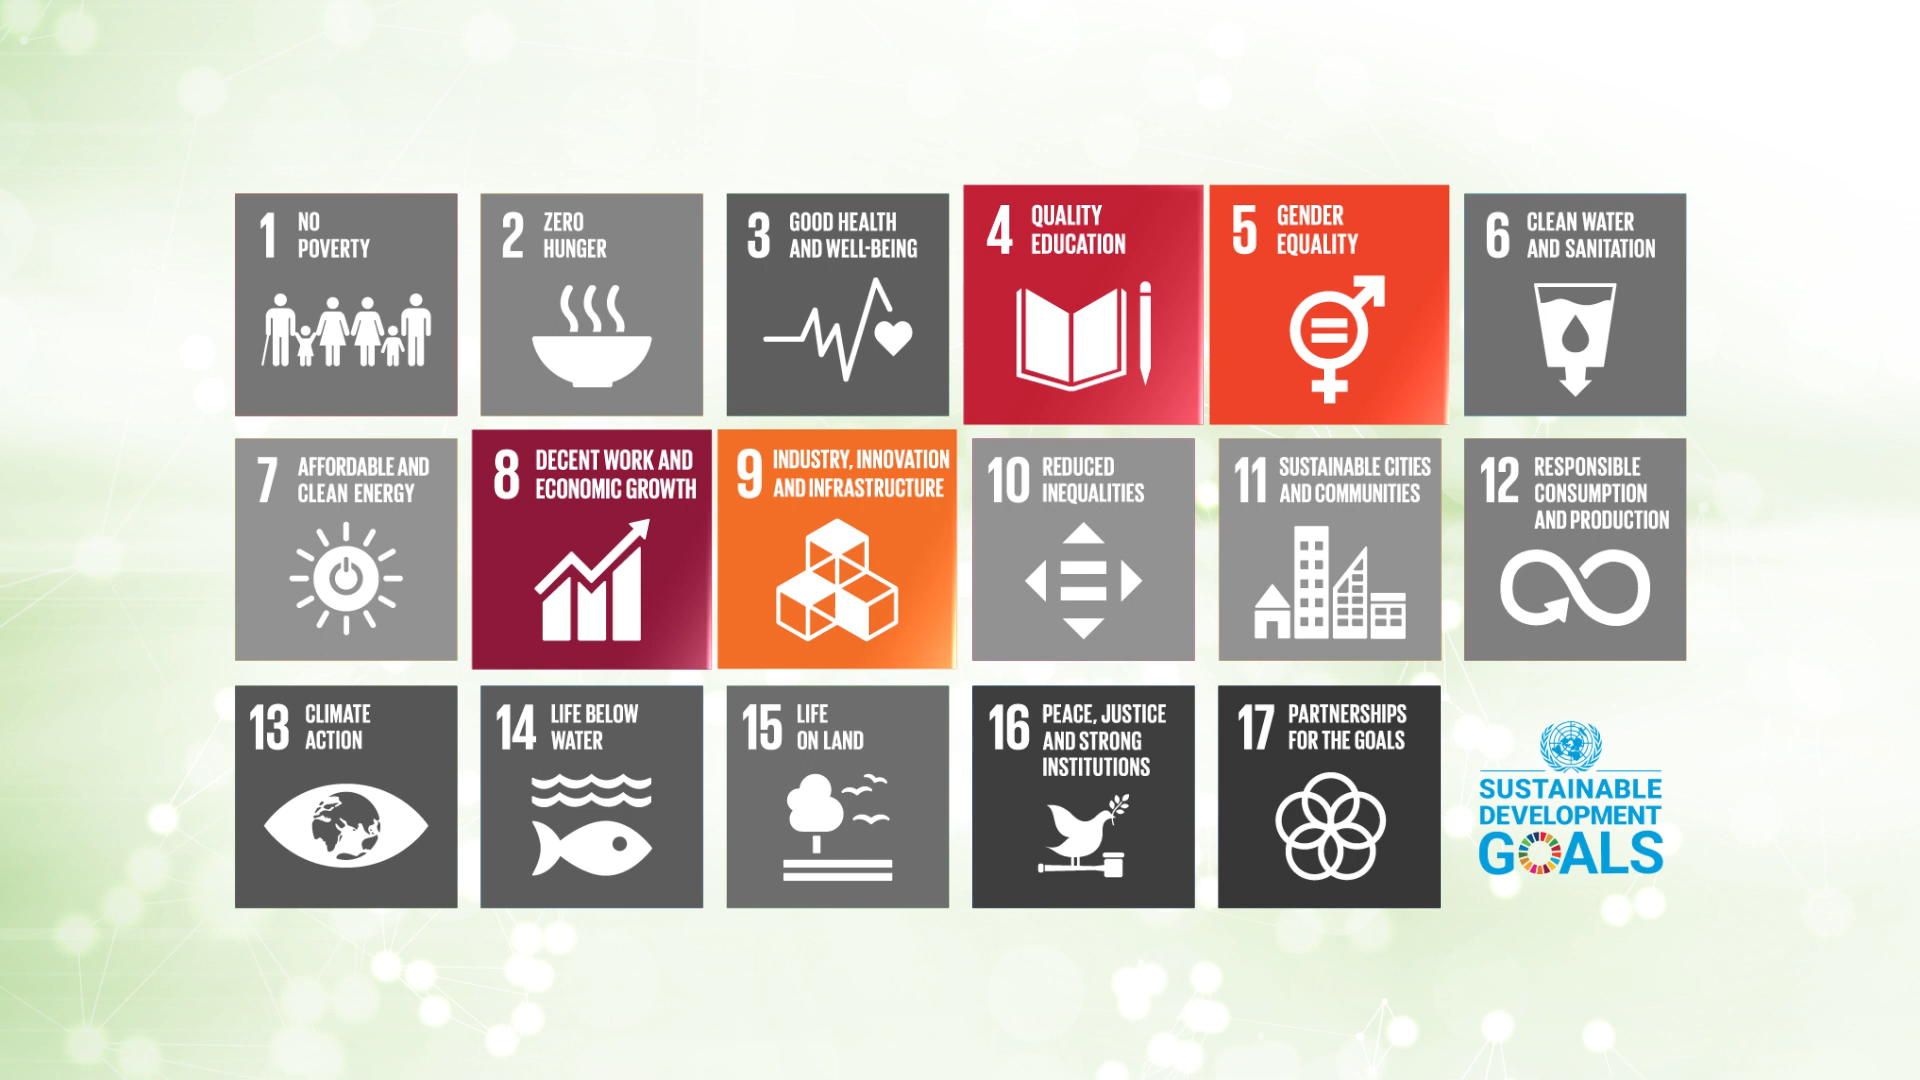 1 NO
POVERTY
2 ZERO
HUNGER
3 GOOD HEALTH
AND WELL-BEING
4 QUALITY
EDUCATION
5 GENDER
EQUALITY
6 CLEAN WATER
AND SANITATION
7 AFFORDABLE AND
CLEAN ENERGY
8 DECENT WORK AND
ECONOMIC GROWTH
9 INDUSTRY, INNOVATION
AND INFRASTRUCTURE
10 REDUCED
INEQUALITIES
11 SUSTAINABLE CITIES
AND COMMUNITIES
12 RESPONSIBLE
CONSUMPTION
AND PRODUCTION
13 CLIMATE
ACTION
14 LIFE BELOW
WATER
15 LIFE
ON LAND
16 PEACE, JUSTICE
AND STRONG
INSTITUTIONS
17 PARTNERSHIPS
FOR THE GOALS
SUSTAINABLE
DEVELOPMENT
GOALS